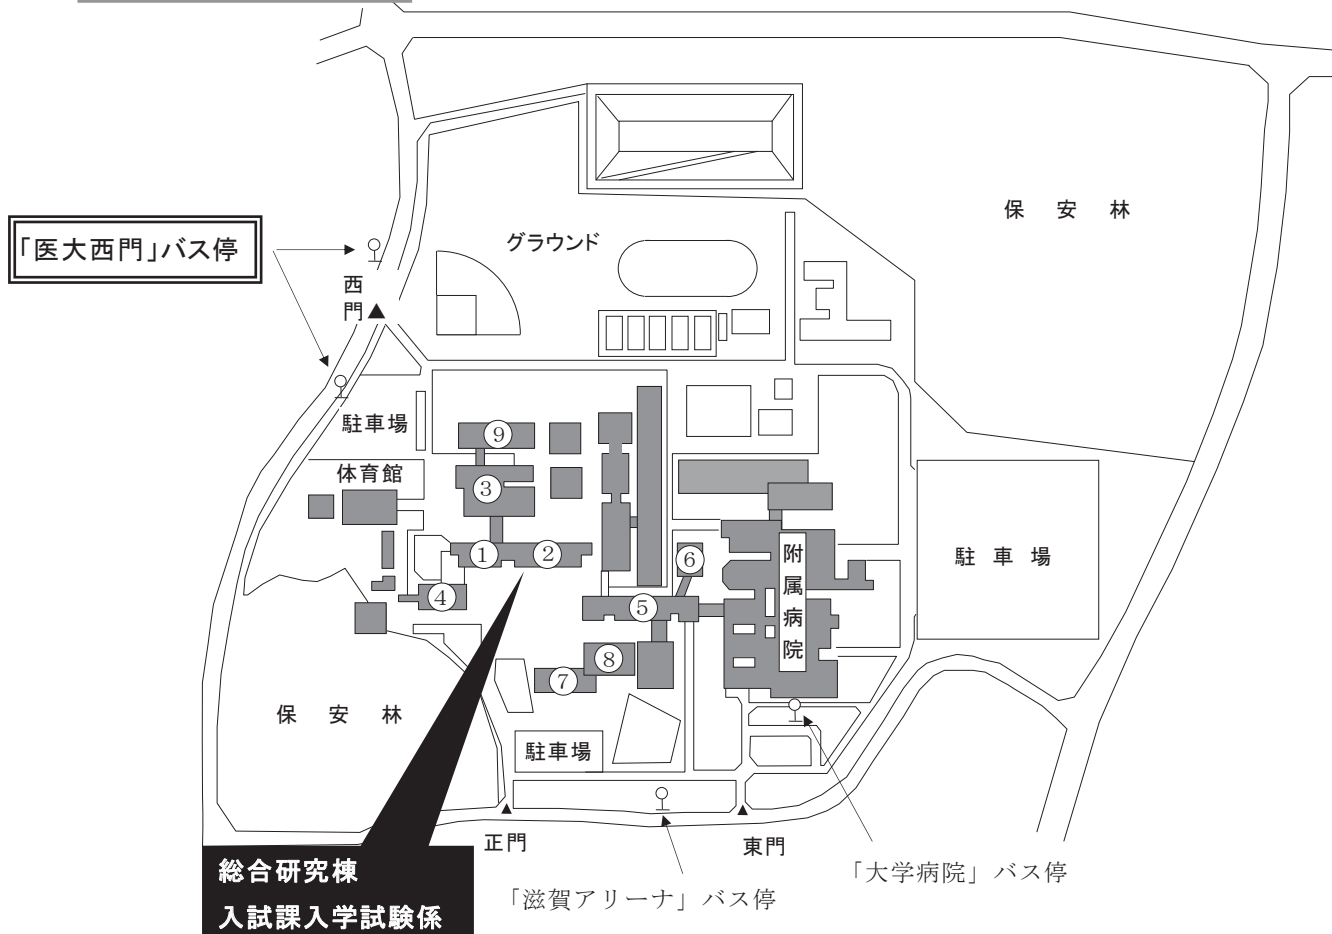 保安林
「医大西門」バス停
グラウンド
西門
駐車場
⑨
体育館
③
①
②
⑥
附属病院
駐車場
④
⑤
⑧
⑦
保安林
駐車場
正門
東門
総合研究棟
入試課入学試験係
「滋賀アリーナ」バス停
「大学病院」バス停